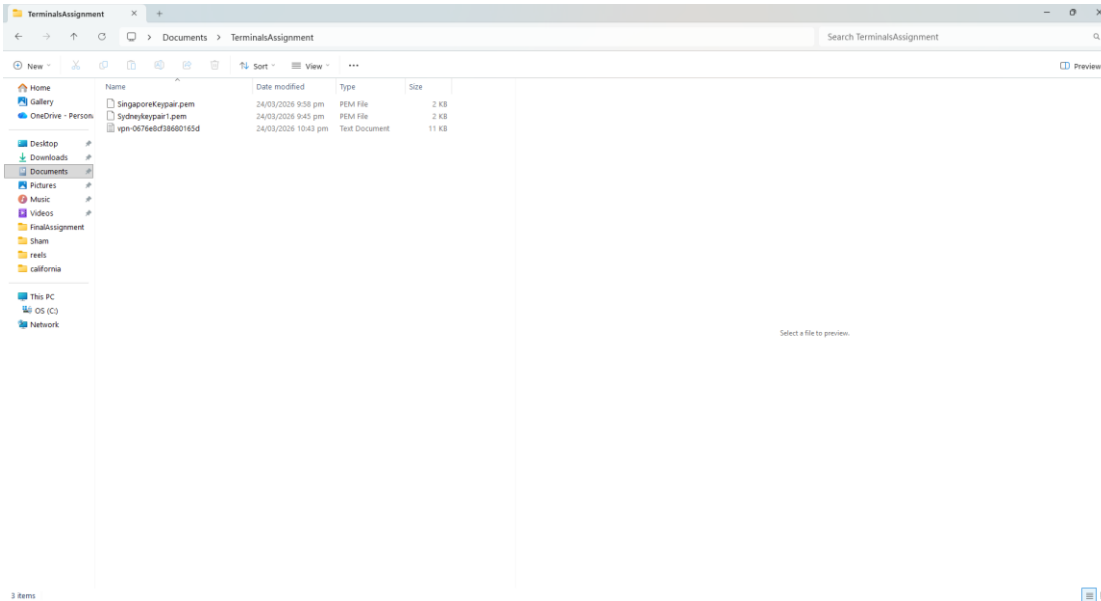 TerminalsAssignment
Documents > TerminalsAssignment
Search TerminalsAssignment
New
Sort
View
Preview
Home
Gallery
OneDrive - Person
Desktop
Downloads
Documents
Pictures
Music
Videos
FinalAssignment
Sham
reels
california
This PC
OS (C:)
Network
Name Date modified Type Size
SingaporeKeypair.pem 24/03/2026 9:58 pm PEM File 2 KB
Sydneykeypair1.pem 24/03/2026 9:45 pm PEM File 2 KB
vpn-0676e8cf38680165d 24/03/2026 10:43 pm Text Document 11 KB
Select a file to preview.
3 items